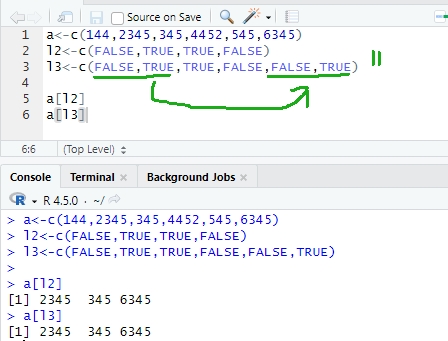 Source on Save
1 a<-c(144,2345,345,4452,545,6345)
2 l2<-c(FALSE,TRUE,TRUE,FALSE)
3 l3<-c(FALSE,TRUE,TRUE,FALSE,FALSE,TRUE)
4
5 a[l2]
6 a[l3]
6:6 (Top Level)
Console Terminal Background Jobs
R R 4.5.0 · ~/
> a<-c(144,2345,345,4452,545,6345)
> l2<-c(FALSE,TRUE,TRUE,FALSE)
> l3<-c(FALSE,TRUE,TRUE,FALSE,FALSE,TRUE)
>
> a[l2]
[1] 2345 345 6345
> a[l3]
[1] 2345 345 6345